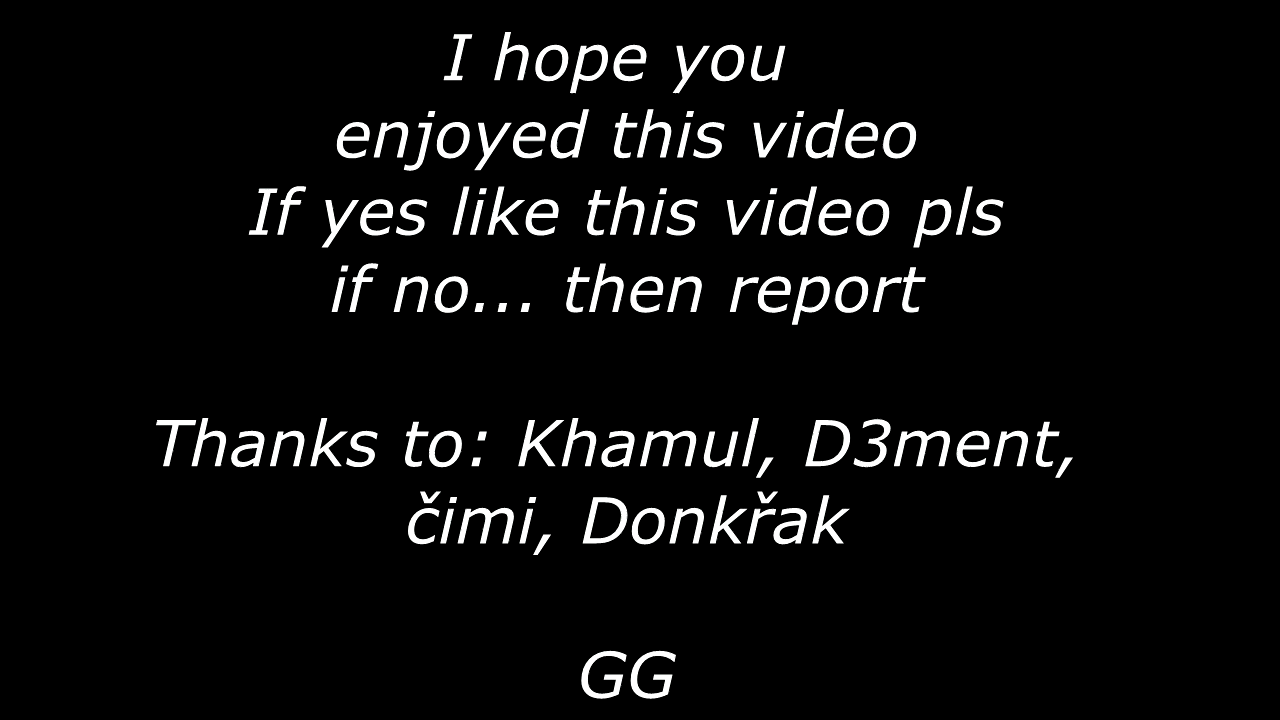 I hope you
enjoyed this video
If yes like this video pls
if no... then report
Thanks to: Khamul, D3ment,
čimi, Donkřak
GG